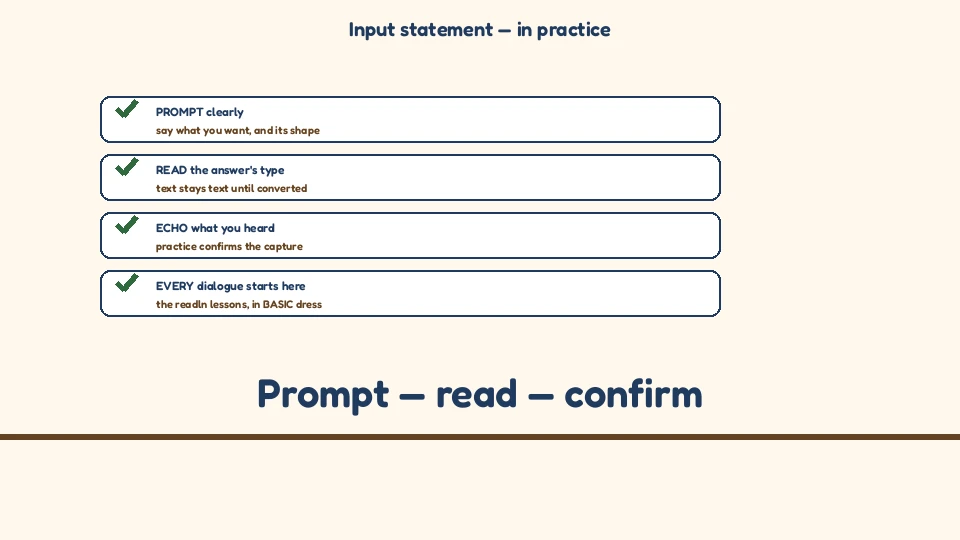 Input statement — in practice
PROMPT clearly
say what you want, and its shape
READ the answer's type
text stays text until converted
ECHO what you heard
practice confirms the capture
EVERY dialogue starts here
the readln lessons, in BASIC dress
Prompt — read — confirm